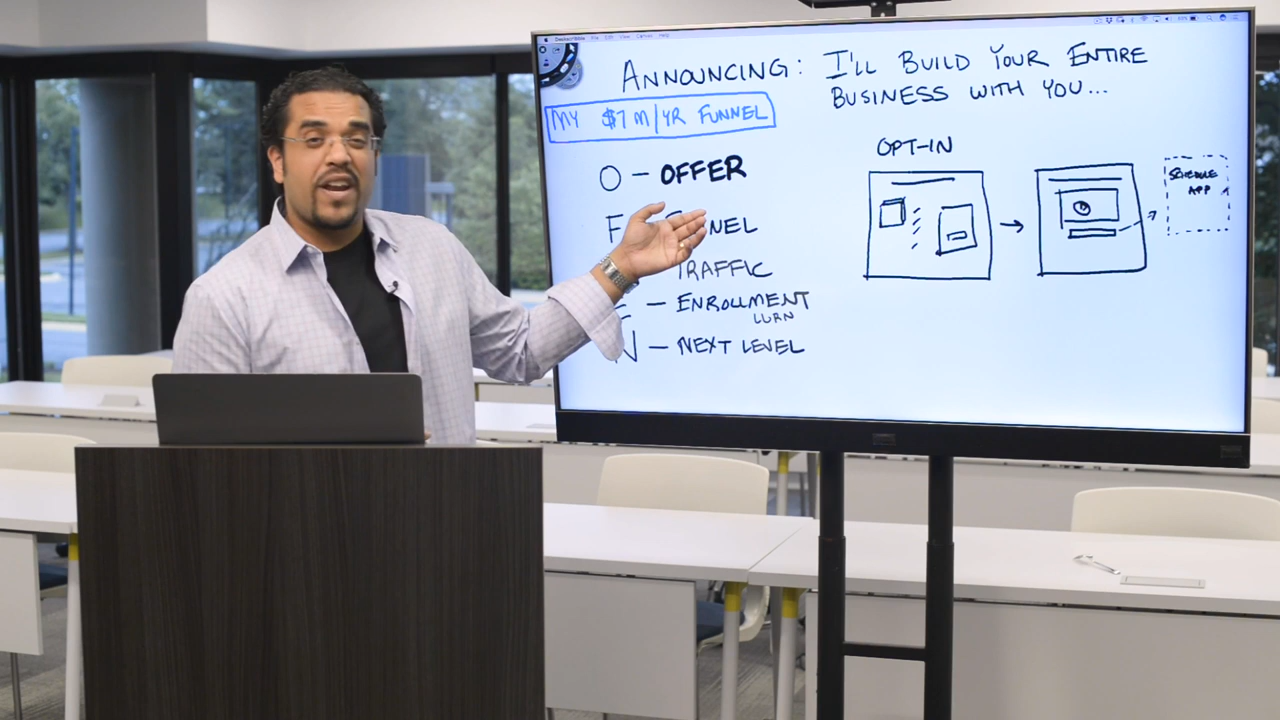 ANNOUNCING: I'LL BUILD YOUR ENTIRE
BUSINESS WITH YOU...
MY $7M/YR FUNNEL
O - OFFER
F NEL
TRAFFIC
E - ENROLLMENT
N - NEXT LEVEL
OPT-IN
SCHEDULE
APP